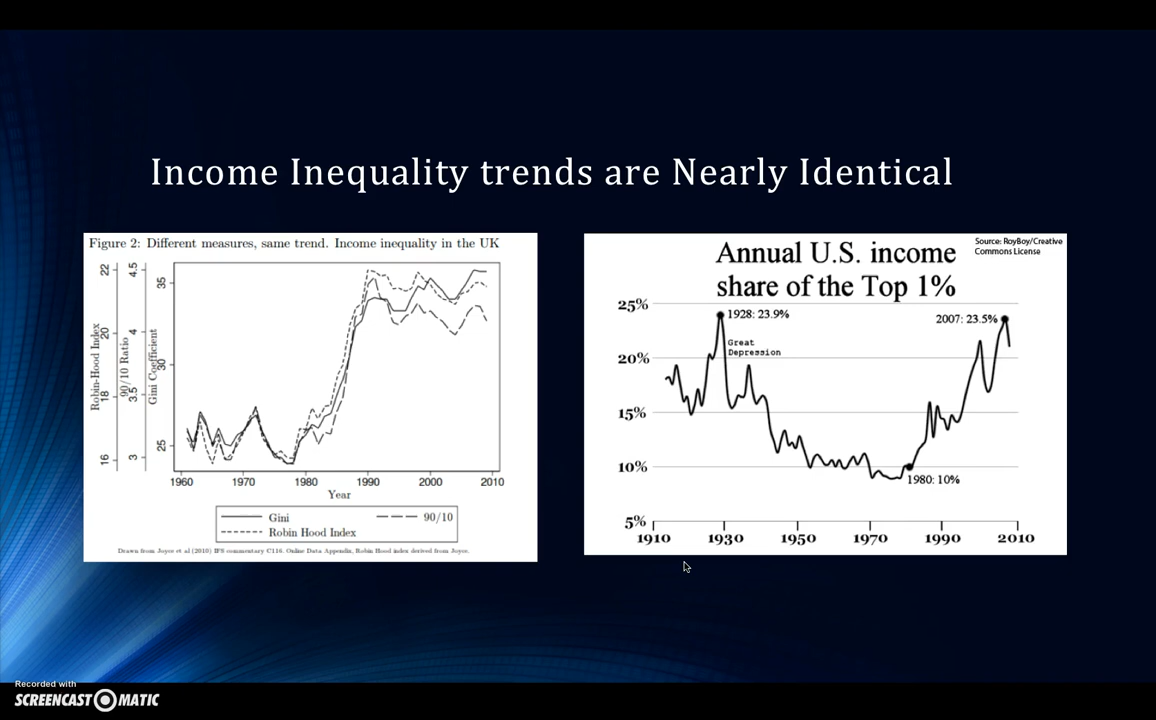 Income Inequality trends are Nearly Identical
Figure 2: Different measures, same trend. Income inequality in the UK
Robin-Hood Index
16 18 20 22
90/10 Ratio
3 3.5 4 4.5
Gini Coefficient
25 30 35
1960 1970 1980 1990 2000 2010
Year
Gini 90/10
Robin Hood Index
Drawn from Joyce et al (2010) IFS commentary C116. Online Data Appendix, Robin Hood index derived from Joyce.
Annual U.S. income
share of the Top 1%
Source: RoyBoy/Creative
Commons License
25%
1928: 23.9%
2007: 23.5%
Great
Depression
20%
15%
10%
1980: 10%
5%
1910 1930 1950 1970 1990 2010
Recorded with
SCREENCAST MATIC